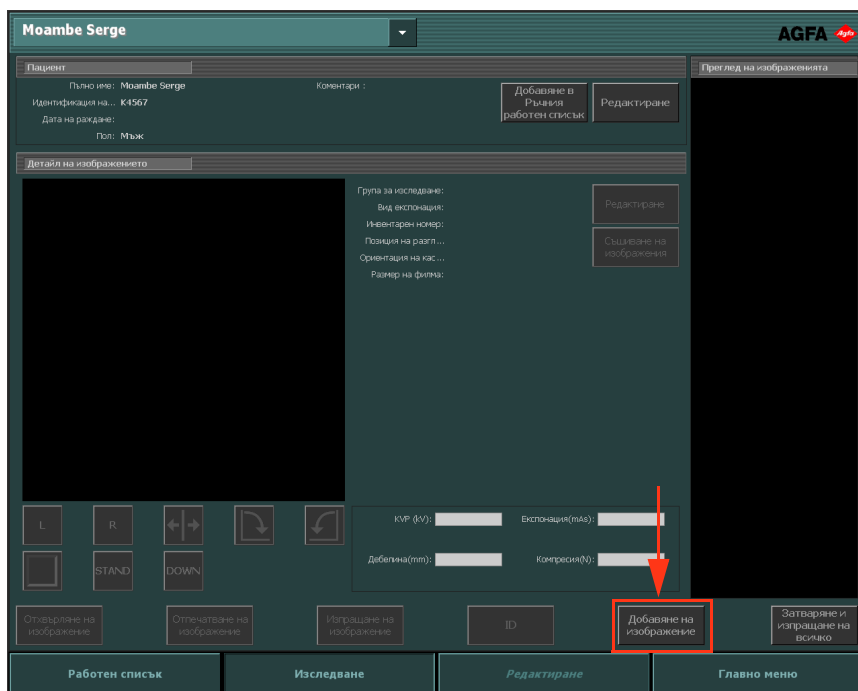 Moambe Serge
AGFA
Agfa
Пациент
Преглед на изображенията
Пълно име: Moambe Serge
Коментари :
Идентификация на... K4567
Дата на раждане:
Пол: Мъж
Добавяне в
Ръчния
работен списък
Редактиране
Детайл на изображението
Група за изследване:
Вид експонация:
Инвентарен номер:
Позиция на разгл...
Ориентация на кас...
Размер на филма:
Редактиране
Съшиване на
изображения
L
R
STAND
DOWN
KVP (kV):
Експонация(mAs):
Дебелина(mm):
Компресия(N):
Отхвърляне на
изображение
Отпечатване на
изображение
Изпращане на
изображение
ID
Добавяне на
изображение
Затваряне и
изпращане на
всичко
Работен списък
Изследване
Редактиране
Главно меню